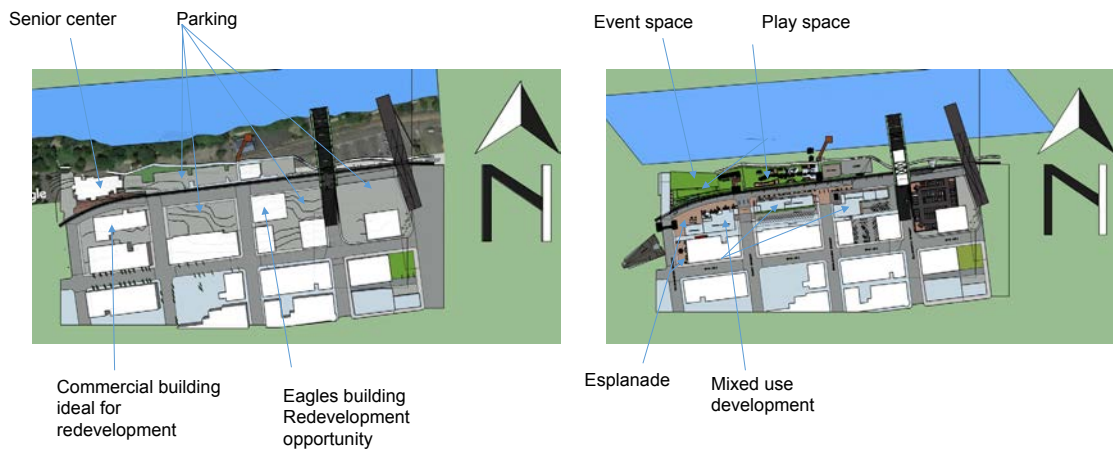 Senior center
Parking
Event space
Play space
gle
Commercial building
ideal for
redevelopment
Eagles building
Redevelopment
opportunity
Esplanade
Mixed use
development